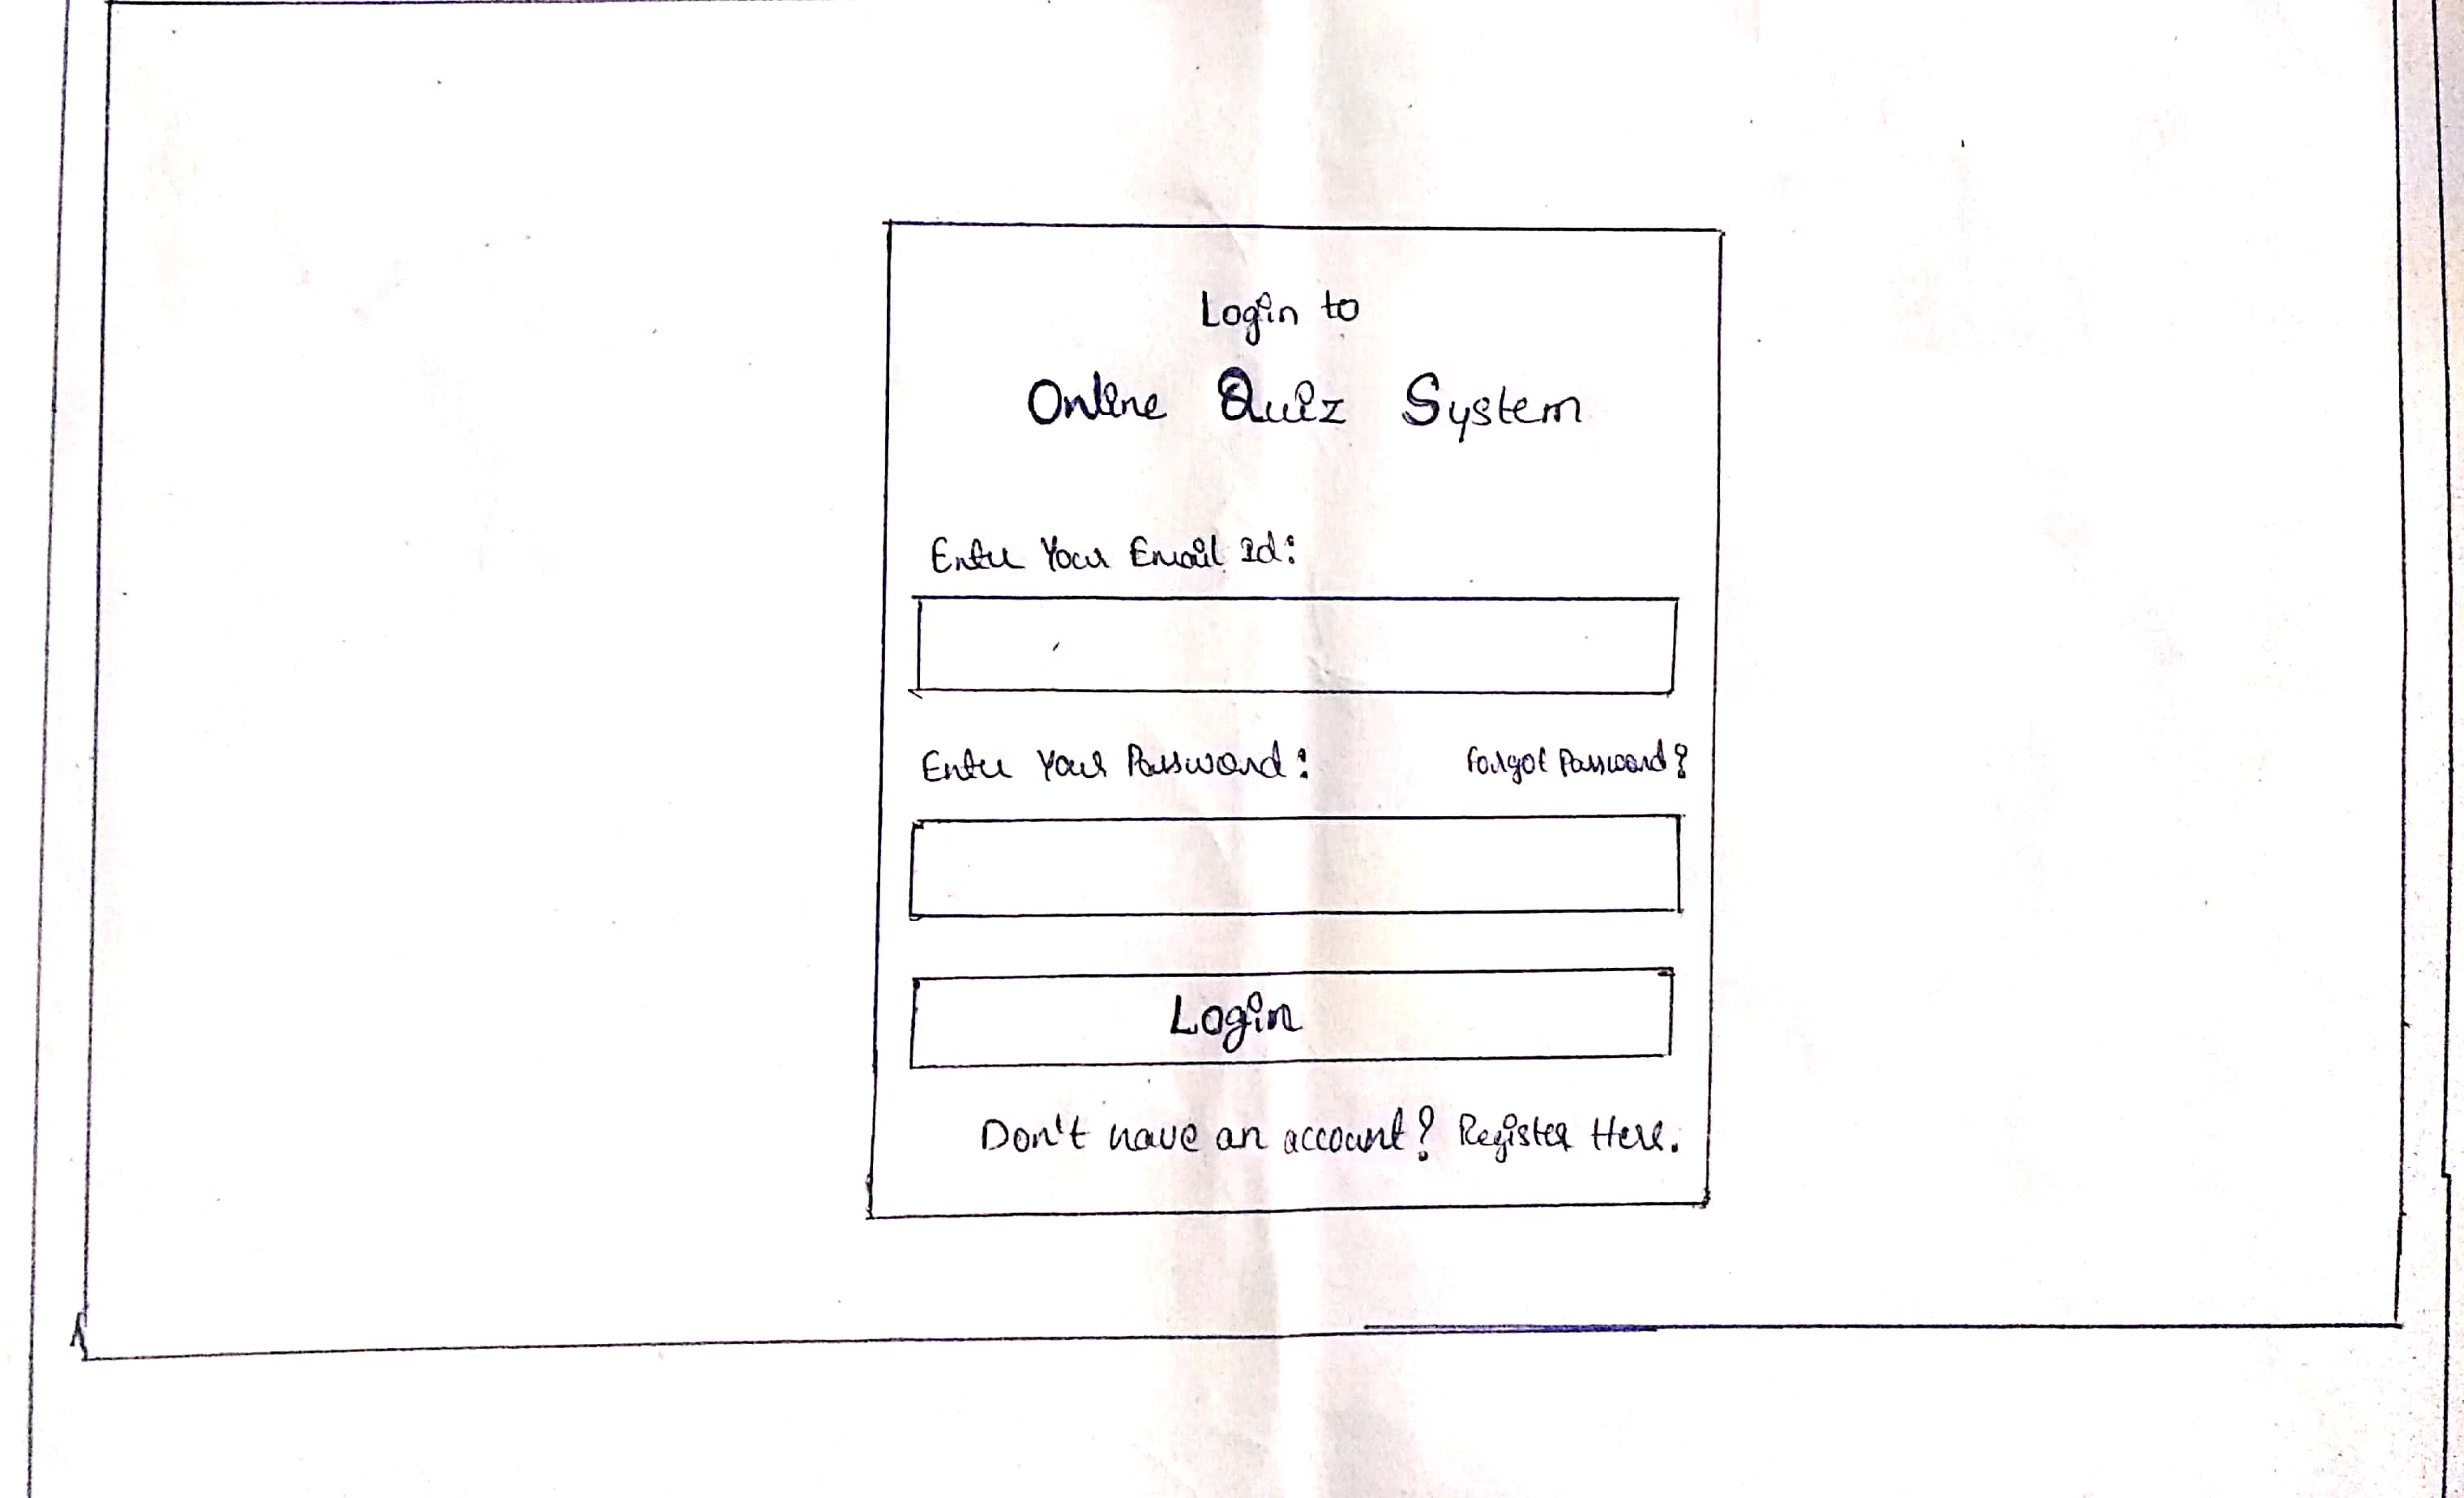 Login to
Online Quiz System
Enter Your Email Id:
Enter Your Password: Forgot Password?
Login
Don't have an account? Register Here.